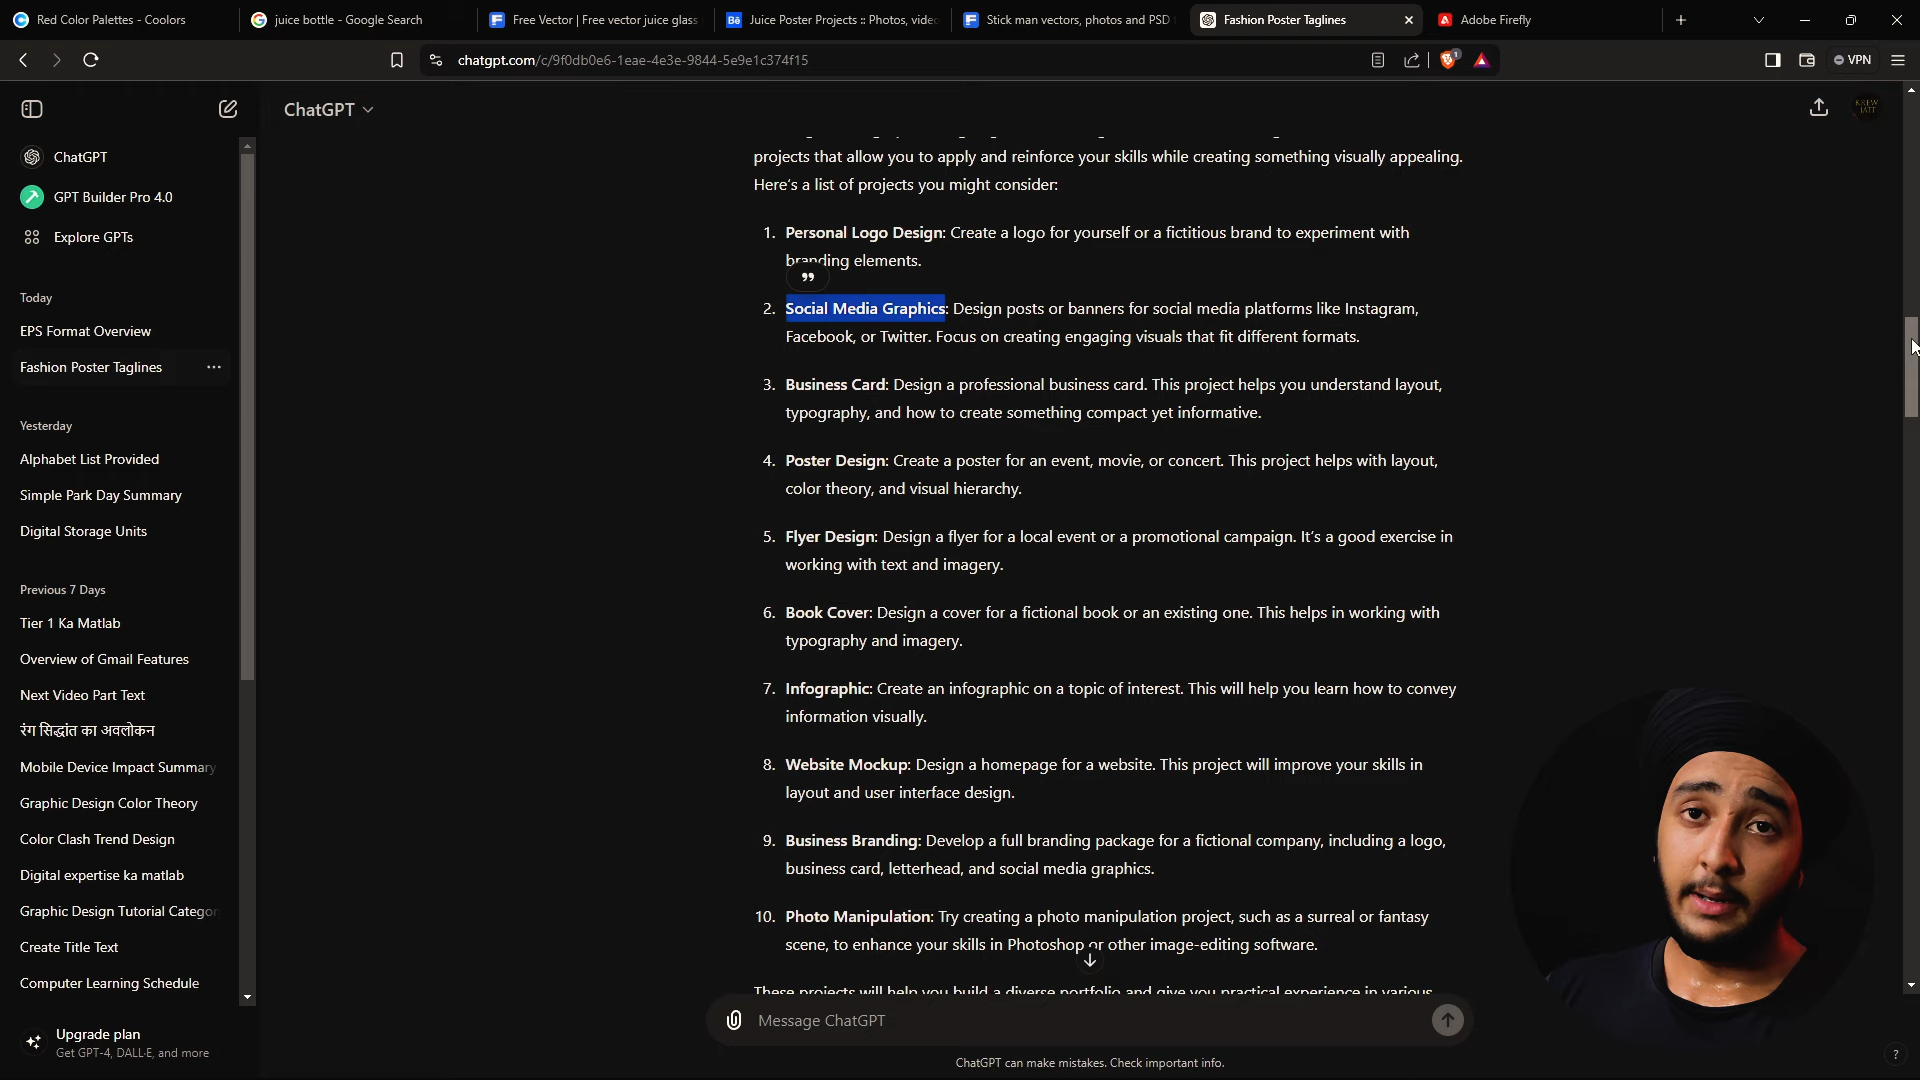 Red Color Palettes - Coolors
juice bottle - Google Search
Free Vector | Free vector juice glass
Juice Poster Projects :: Photos, vide
Stick man vectors, photos and PSD
Fashion Poster Taglines
Adobe Firefly
chatgpt.com/c/9f0db0e6-1eae-4e3e-9844-5e9e1c374f15
1
VPN
ChatGPT
KREW
JATT
ChatGPT
GPT Builder Pro 4.0
Explore GPTs
Today
EPS Format Overview
Fashion Poster Taglines
Yesterday
Alphabet List Provided
Simple Park Day Summary
Digital Storage Units
Previous 7 Days
Tier 1 Ka Matlab
Overview of Gmail Features
Next Video Part Text
रंग सिद्धांत का अवलोकन
Mobile Device Impact Summary
Graphic Design Color Theory
Color Clash Trend Design
Digital expertise ka matlab
Graphic Design Tutorial Categor
Create Title Text
Computer Learning Schedule
Upgrade plan
Get GPT-4, DALL·E, and more
projects that allow you to apply and reinforce your skills while creating something visually appealing.
Here's a list of projects you might consider:
1. Personal Logo Design: Create a logo for yourself or a fictitious brand to experiment with
branding elements.
2. Social Media Graphics: Design posts or banners for social media platforms like Instagram,
Facebook, or Twitter. Focus on creating engaging visuals that fit different formats.
3. Business Card: Design a professional business card. This project helps you understand layout,
typography, and how to create something compact yet informative.
4. Poster Design: Create a poster for an event, movie, or concert. This project helps with layout,
color theory, and visual hierarchy.
5. Flyer Design: Design a flyer for a local event or a promotional campaign. It's a good exercise in
working with text and imagery.
6. Book Cover: Design a cover for a fictional book or an existing one. This helps in working with
typography and imagery.
7. Infographic: Create an infographic on a topic of interest. This will help you learn how to convey
information visually.
8. Website Mockup: Design a homepage for a website. This project will improve your skills in
layout and user interface design.
9. Business Branding: Develop a full branding package for a fictional company, including a logo,
business card, letterhead, and social media graphics.
10. Photo Manipulation: Try creating a photo manipulation project, such as a surreal or fantasy
scene, to enhance your skills in Photoshop or other image-editing software.
These projects will help you build a diverse portfolio and give you practical experience in various
Message ChatGPT
ChatGPT can make mistakes. Check important info.
?